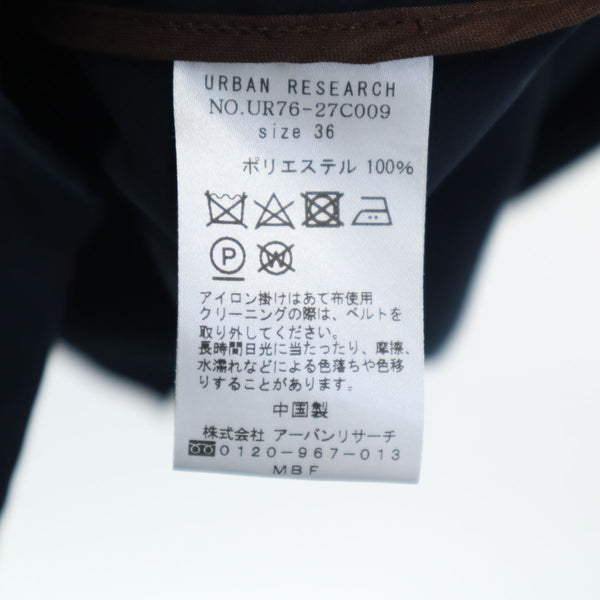 URBAN RESEARCH
NO.UR76-27C009
size 36
ポリエステル 100%
P W
アイロン掛けはあて布使用
クリーニングの際は、ベルトを
取り外してください。
長時間日光に当たったり、摩擦、
水濡れなどによる色落ちや色移
りすることがあります。
中国製
株式会社 アーバンリサーチ
0120-967-013
MBF